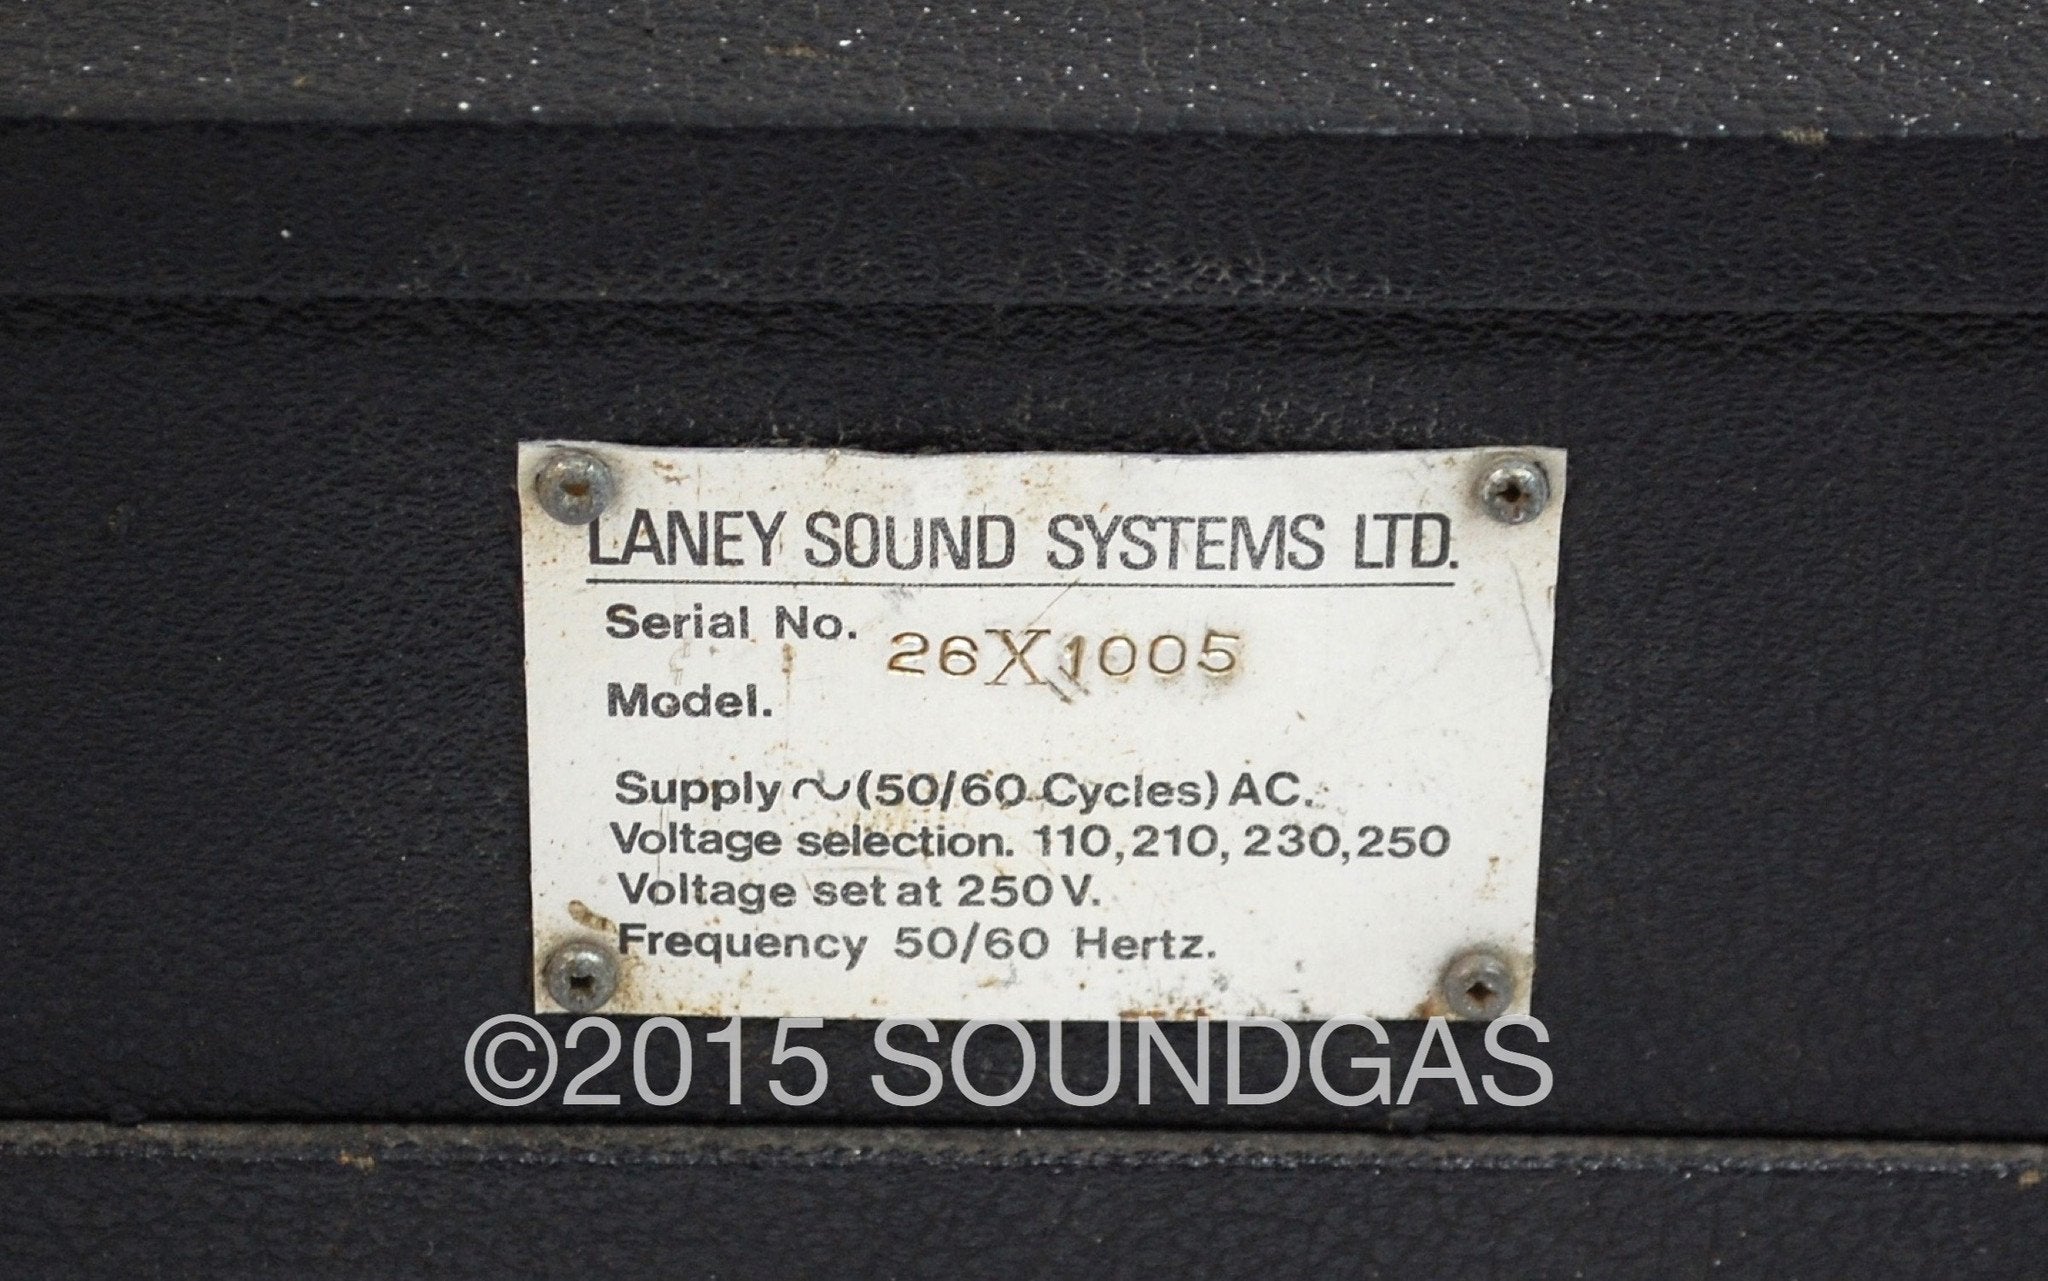 LANEY SOUND SYSTEMS LTD.
Serial No. 26X1005
Model.
Supply ~ (50/60 Cycles) AC.
Voltage selection. 110, 210, 230, 250
Voltage set at 250 V.
Frequency 50/60 Hertz.
©2015 SOUNDGAS